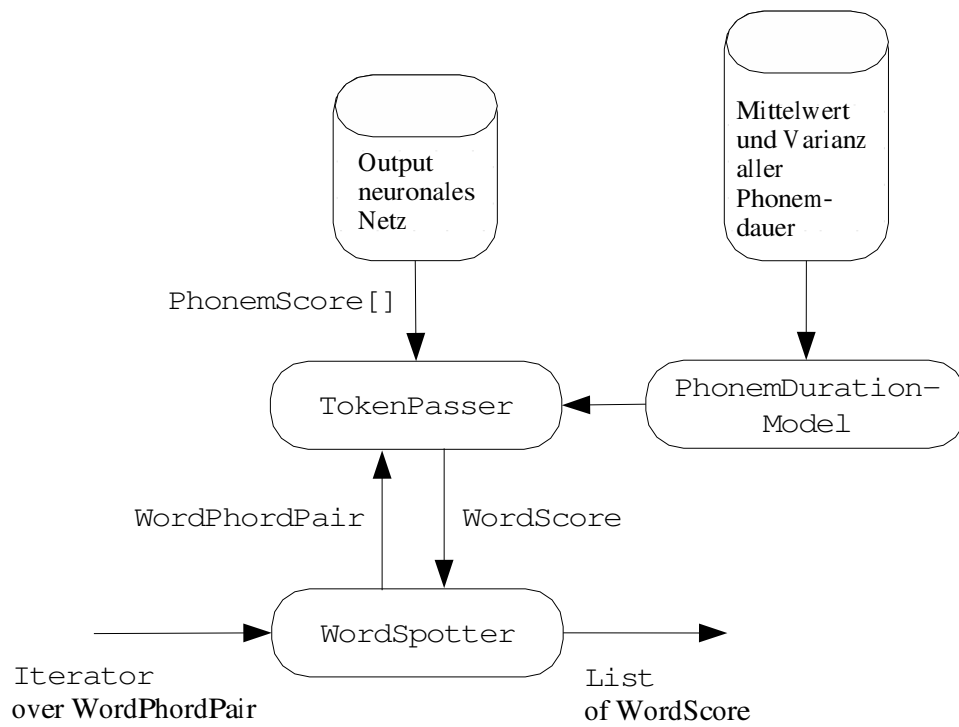 Mittelwert
und Varianz
aller
Phonem-
dauer
Output
neuronales
Netz
PhonemScore[]
TokenPasser
PhonemDuration-
Model
WordPhordPair
WordScore
WordSpotter
Iterator
over WordPhordPair
List
of WordScore